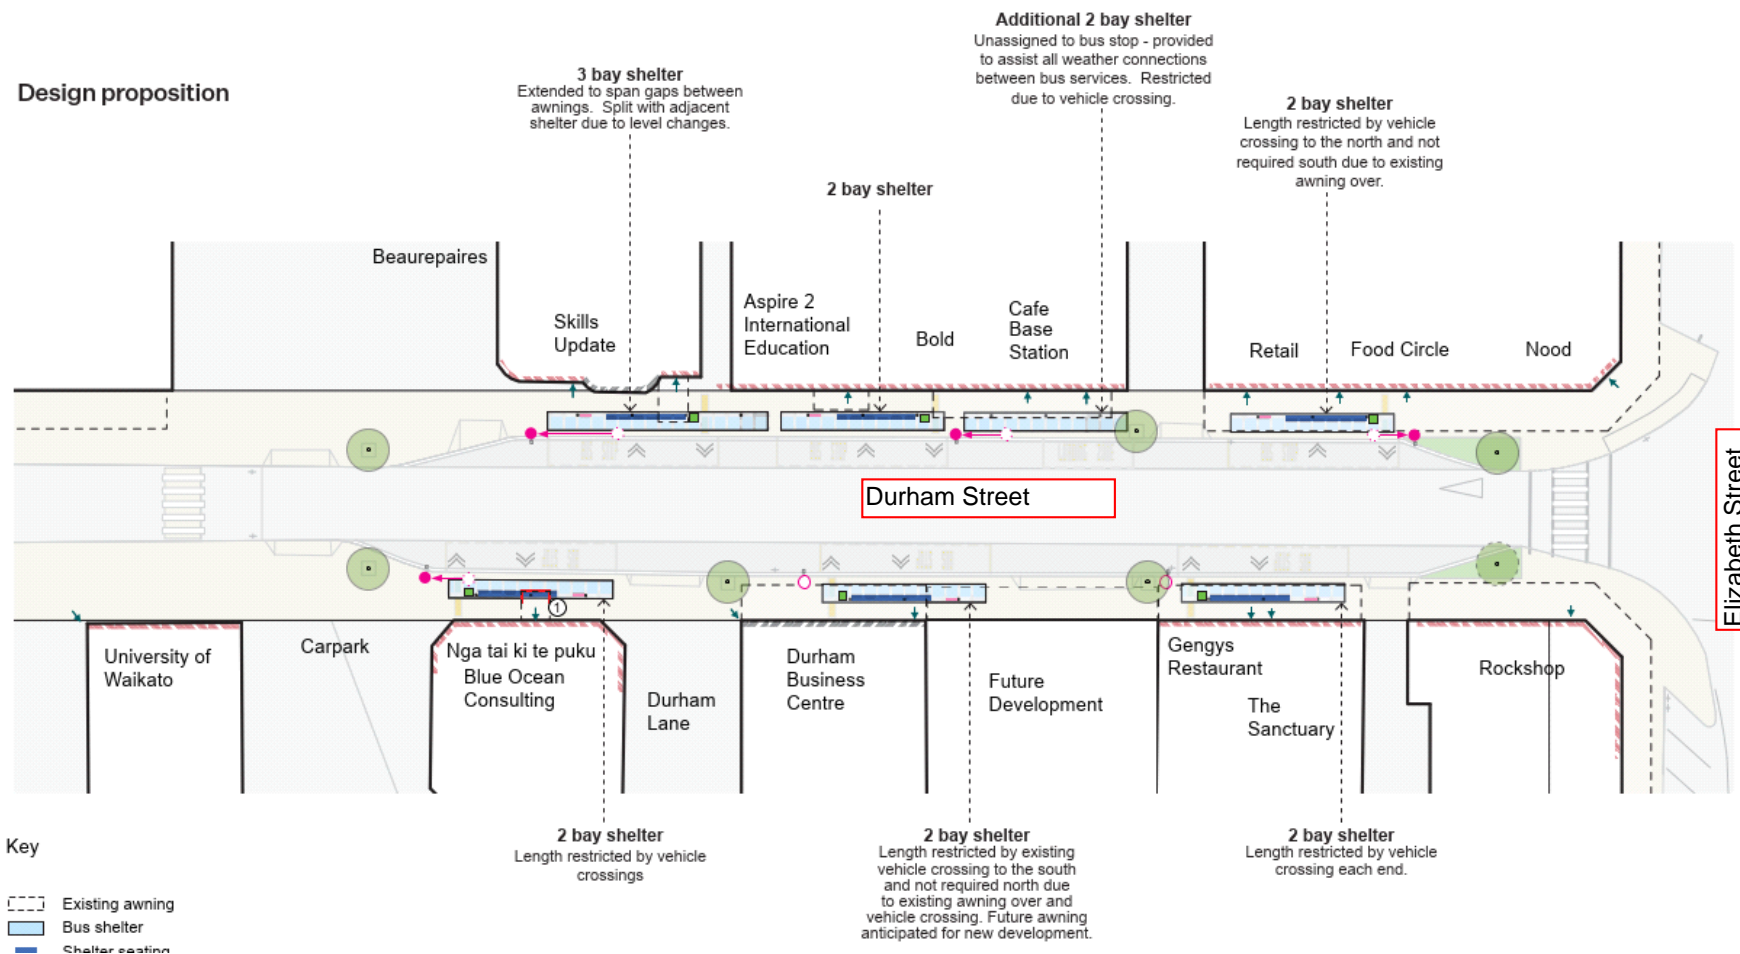 Design proposition
3 bay shelter
Extended to span gaps between
awnings. Split with adjacent
shelter due to level changes.
2 bay shelter
Additional 2 bay shelter
Unassigned to bus stop - provided
to assist all weather connections
between bus services. Restricted
due to vehicle crossing.
2 bay shelter
Length restricted by vehicle
crossing to the north and not
required south due to existing
awning over.
Beaurepaires
Skills
Update
Aspire 2
International
Education
Bold
Cafe
Base
Station
Retail
Food Circle
Nood
Durham Street
Elizabeth Street
1
University of
Waikato
Carpark
Nga tai ki te puku
Blue Ocean
Consulting
Durham
Lane
Durham
Business
Centre
Future
Development
Gengys
Restaurant
The
Sanctuary
Rockshop
2 bay shelter
Length restricted by vehicle
crossings
2 bay shelter
Length restricted by existing
vehicle crossing to the south
and not required north due
to existing awning over and
vehicle crossing. Future awning
anticipated for new development.
2 bay shelter
Length restricted by vehicle
crossing each end.
Key
Existing awning
Bus shelter
Shelter seating